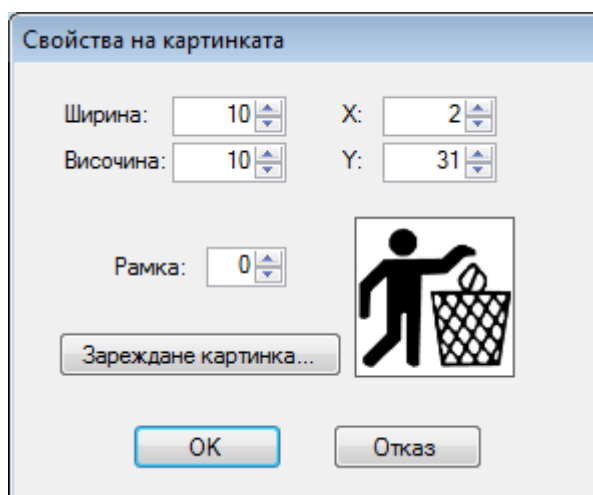 Свойства на картинката
Ширина: 10 X: 2
Височина: 10 Y: 31
Рамка: 0
Зареждане картинка...
OK Отказ